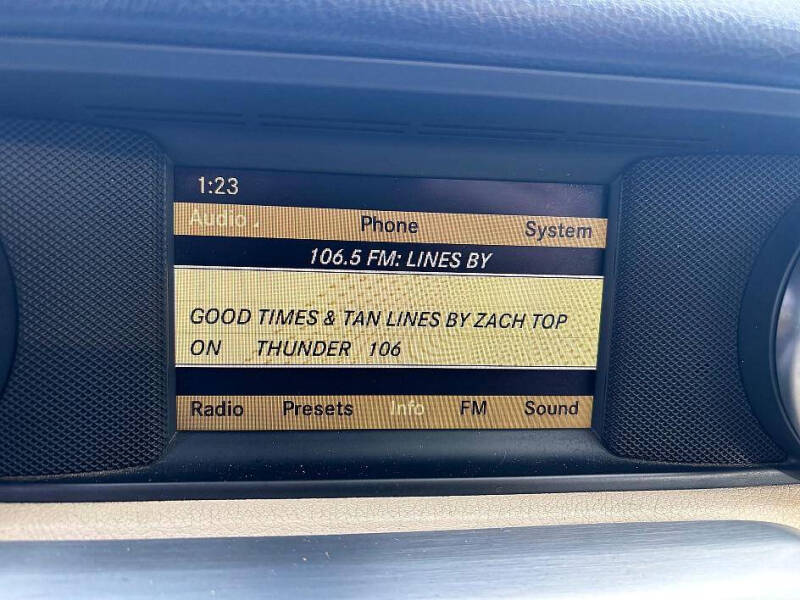 1:23
Audio Phone System
106.5 FM: LINES BY
GOOD TIMES & TAN LINES BY ZACH TOP
ON THUNDER 106
Radio Presets Info FM Sound